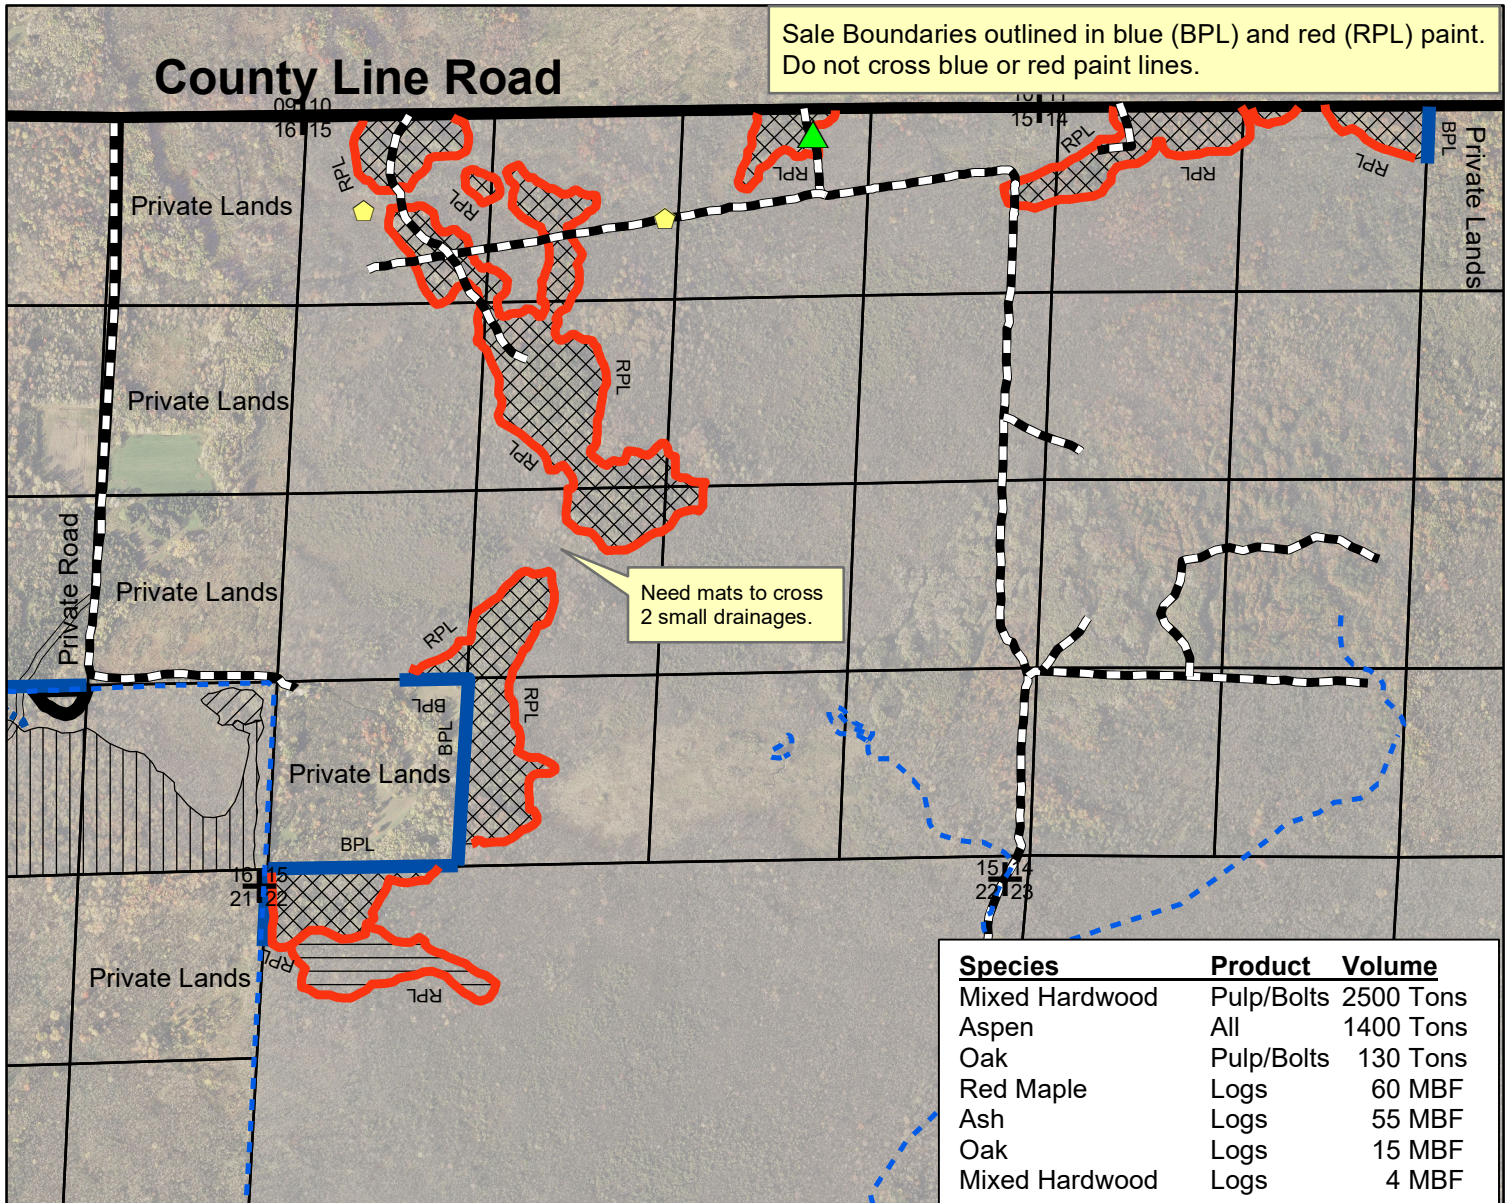 Sale Boundaries outlined in blue (BPL) and red (RPL) paint.
Do not cross blue or red paint lines.
County Line Road
09 10
16 15
10 11
15 14
RPL
BPL
Private Lands
RPL
RPL
RPL
RPL
RPL
Private Lands
Private Lands
RPL
RPL
Private Road
Private Lands
Need mats to cross
2 small drainages.
RPL
RPL
BPL
BPL
Private Lands
BPL
16 15
21 22
15 14
22 23
RPL
Private Lands
RPL
Species Product Volume
Mixed Hardwood Pulp/Bolts 2500 Tons
Aspen All 1400 Tons
Oak Pulp/Bolts 130 Tons
Red Maple Logs 60 MBF
Ash Logs 55 MBF
Oak Logs 15 MBF
Mixed Hardwood Logs 4 MBF